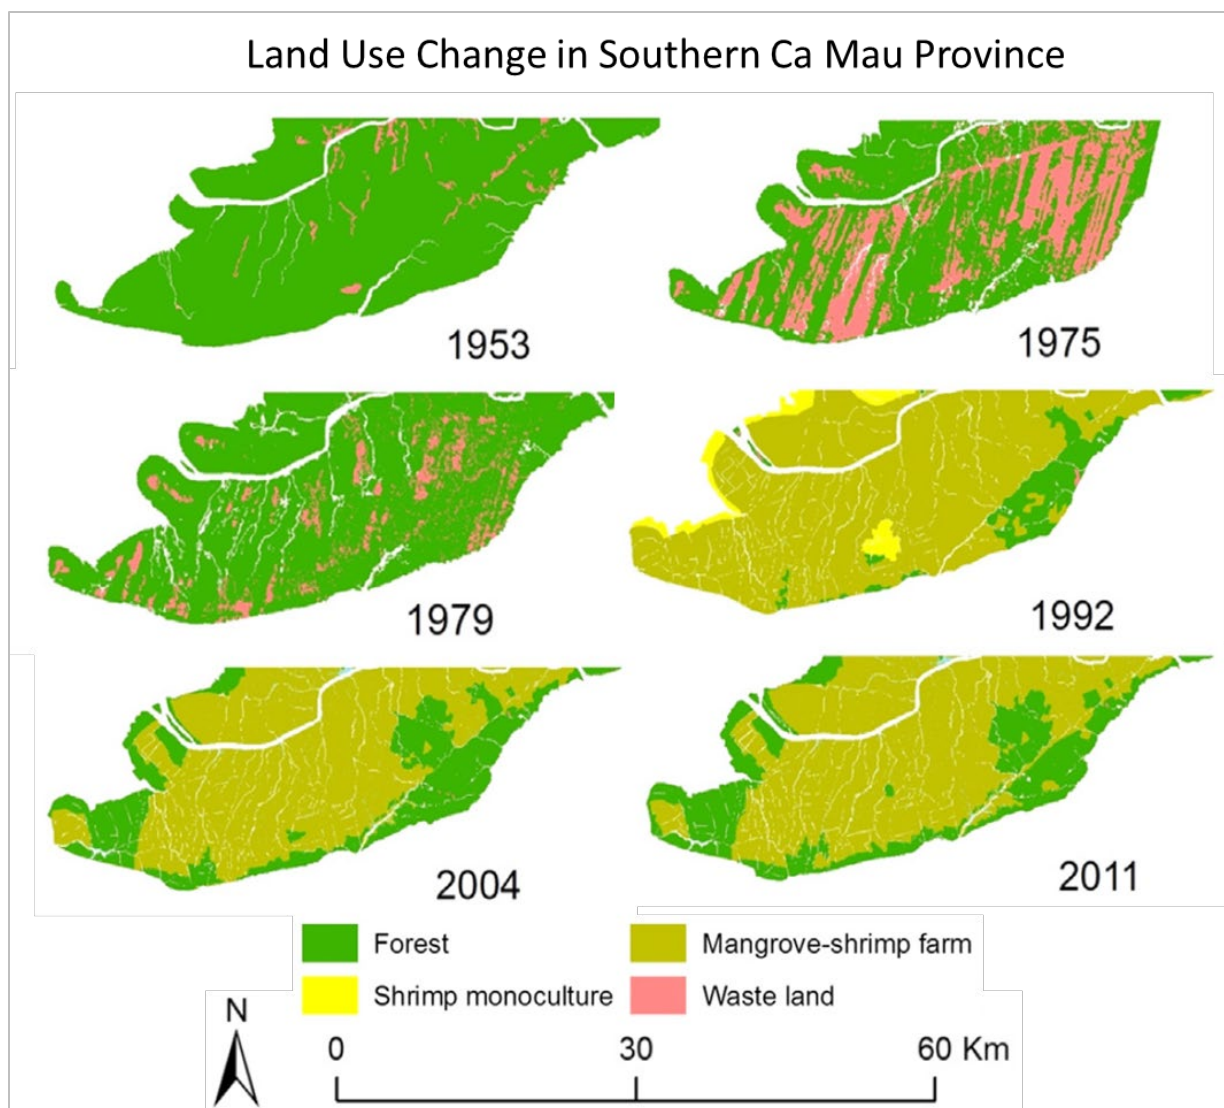 Land Use Change in Southern Ca Mau Province
1953
1975
1979
1992
2004
2011
Forest
Mangrove-shrimp farm
Shrimp monoculture
Waste land
N
0
30
60 Km